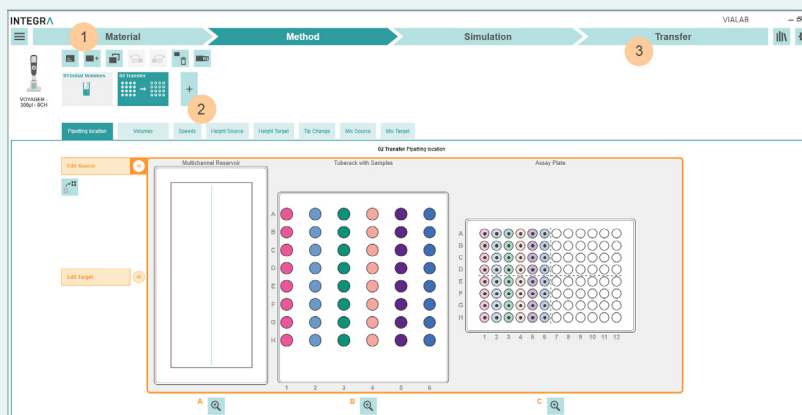 INTEGRA
VIALAB
1
Material
Method
Simulation
Transfer
3
01 Initial Volumes
02 Transfer
+
2
VOYAGER -
300µl - 8CH
Pipetting location
Volumes
Speeds
Height Source
Height Target
Tip Change
Mix Source
Mix Target
02 Transfer Pipetting location
Edit Source
Multichannel Reservoir
Tuberack with Samples
Assay Plate
Edit Target
A
B
C
D
E
F
G
H
1 2 3 4 5 6
A
B
C
D
E
F
G
H
1 2 3 4 5 6 7 8 9 10 11 12
A
B
C